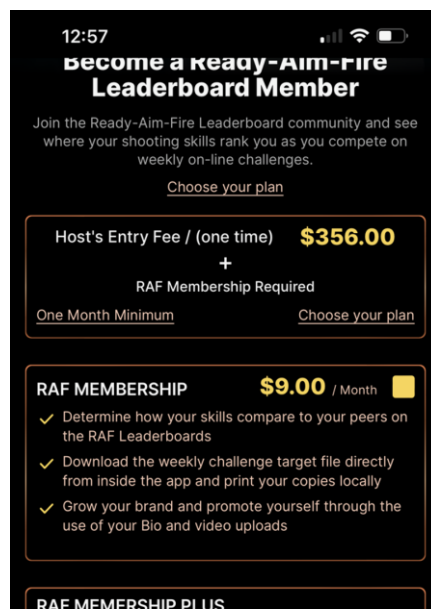 12:57
Become a Ready-Aim-Fire
Leaderboard Member
Join the Ready-Aim-Fire Leaderboard community and see
where your shooting skills rank you as you compete on
weekly on-line challenges.
Choose your plan
Host's Entry Fee / (one time) $356.00
+
RAF Membership Required
One Month Minimum Choose your plan
RAF MEMBERSHIP $9.00 / Month
Determine how your skills compare to your peers on
the RAF Leaderboards
Download the weekly challenge target file directly
from inside the app and print your copies locally
Grow your brand and promote yourself through the
use of your Bio and video uploads
RAF MEMERSHIP PLUS